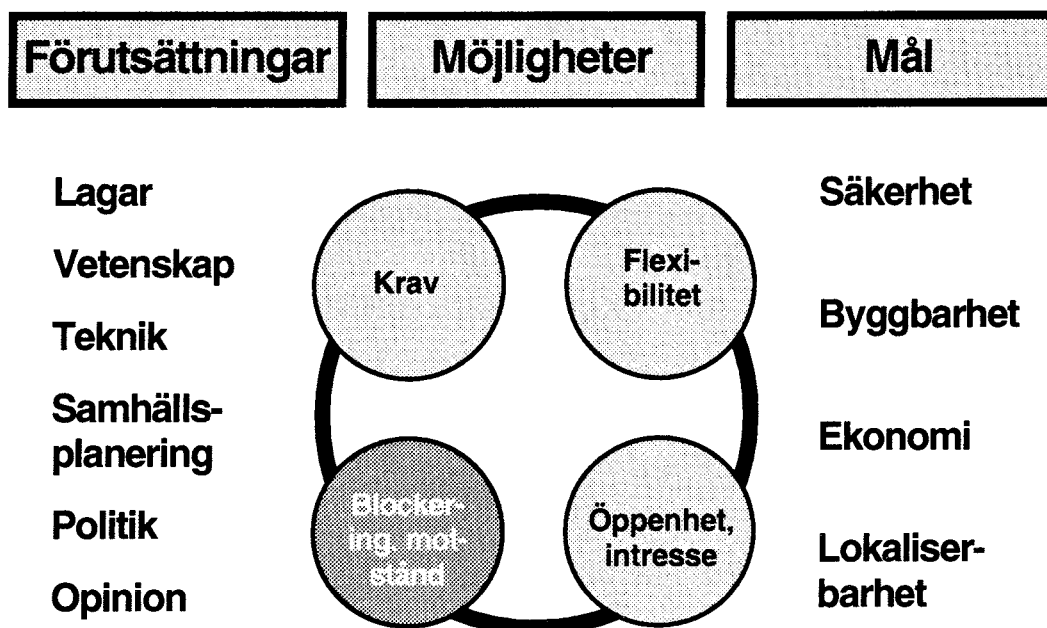 Förutsättningar
Möjligheter
Mål
Lagar
Vetenskap
Teknik
Samhälls-
planering
Politik
Opinion
Krav
Flexi-
bilitet
Blocker-
ing. mot-
stånd
Öppenhet,
intresse
Säkerhet
Byggbarhet
Ekonomi
Lokaliser-
barhet